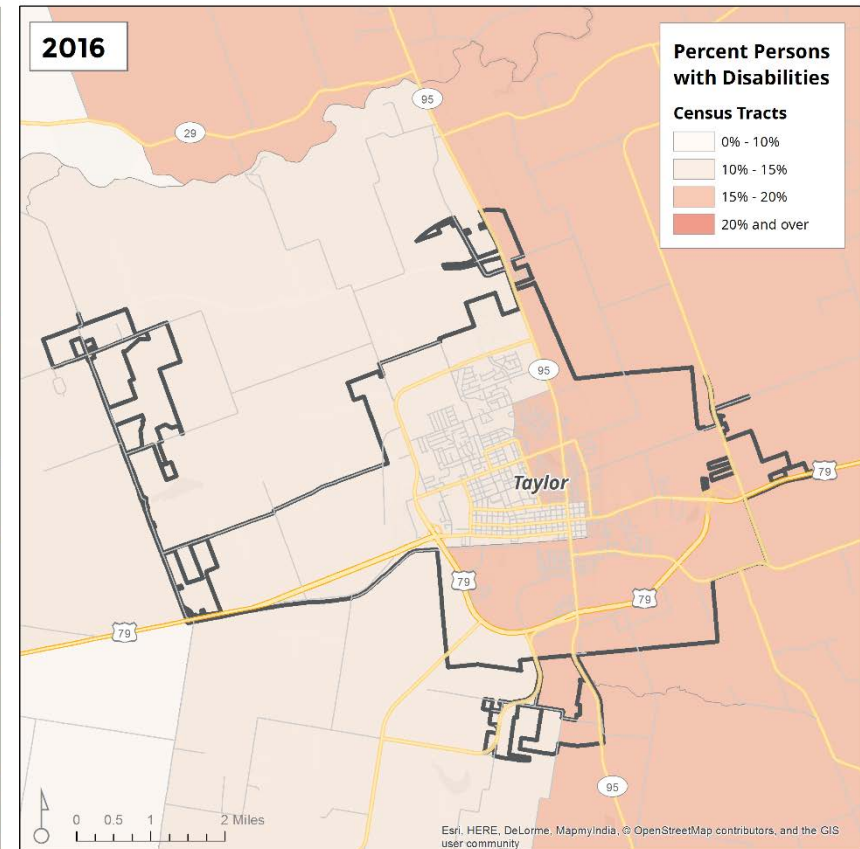 2016
Percent Persons
with Disabilities
Census Tracts
0% - 10%
10% - 15%
15% - 20%
20% and over
95
29
95
Taylor
79
79
79
79
95
0 0.5 1 2 Miles
Esri, HERE, DeLorme, MapmyIndia, © OpenStreetMap contributors, and the GIS
user community